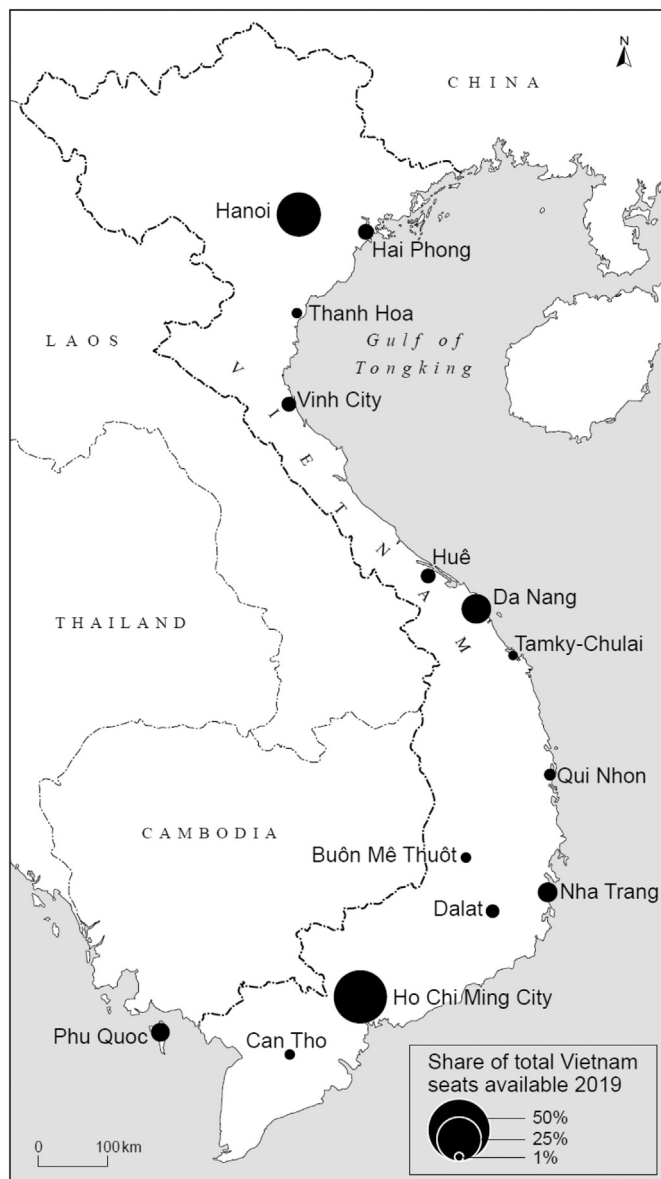 N
CHINA
Hanoi
Hai Phong
Thanh Hoa
LAOS
Gulf of
Tongking
VIETNAM
Vinh City
Huê
Da Nang
THAILAND
Tamky-Chulai
Qui Nhon
CAMBODIA
Buôn Mê Thuôt
Nha Trang
Dalat
Ho Chi Ming City
Phu Quoc
Can Tho
Share of total Vietnam
seats available 2019
50%
25%
1%
0 100km